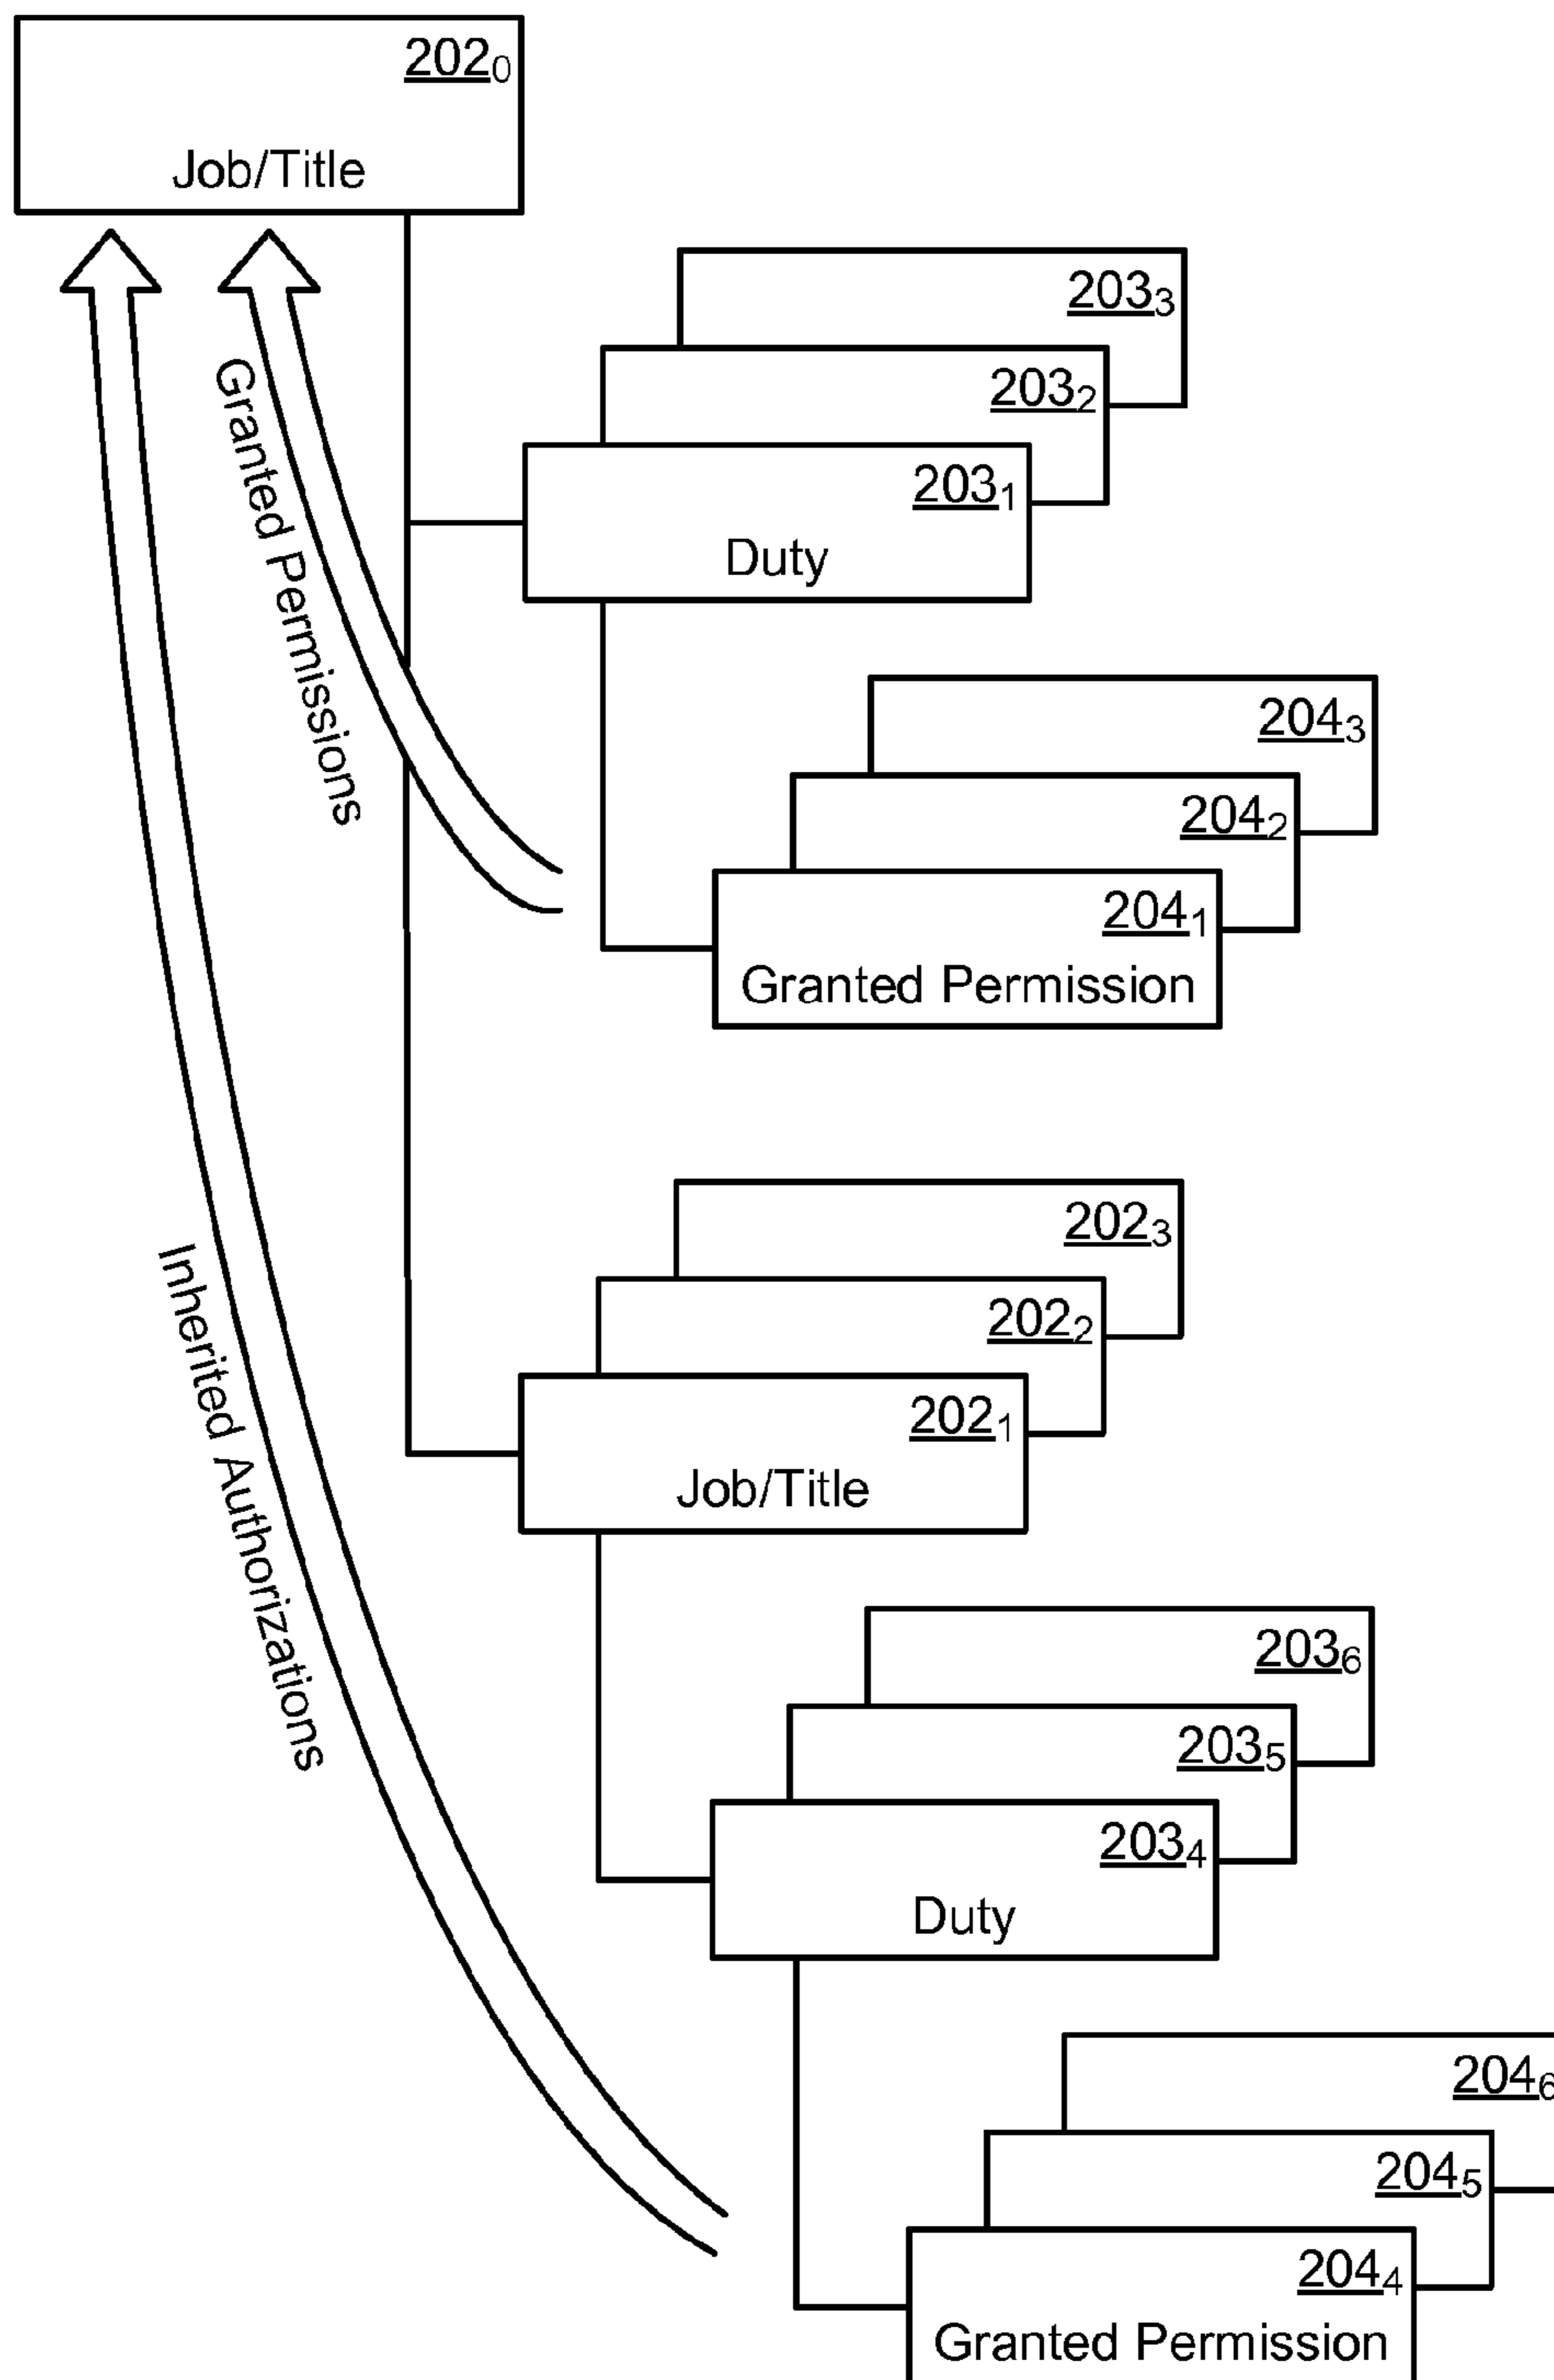 202₀
Job/Title
203₃
203₂
203₁
Duty
Granted Permissions
204₃
204₂
204₁
Granted Permission
202₃
202₂
202₁
Job/Title
Inherited Authorizations
203₆
203₅
203₄
Duty
204₆
204₅
204₄
Granted Permission